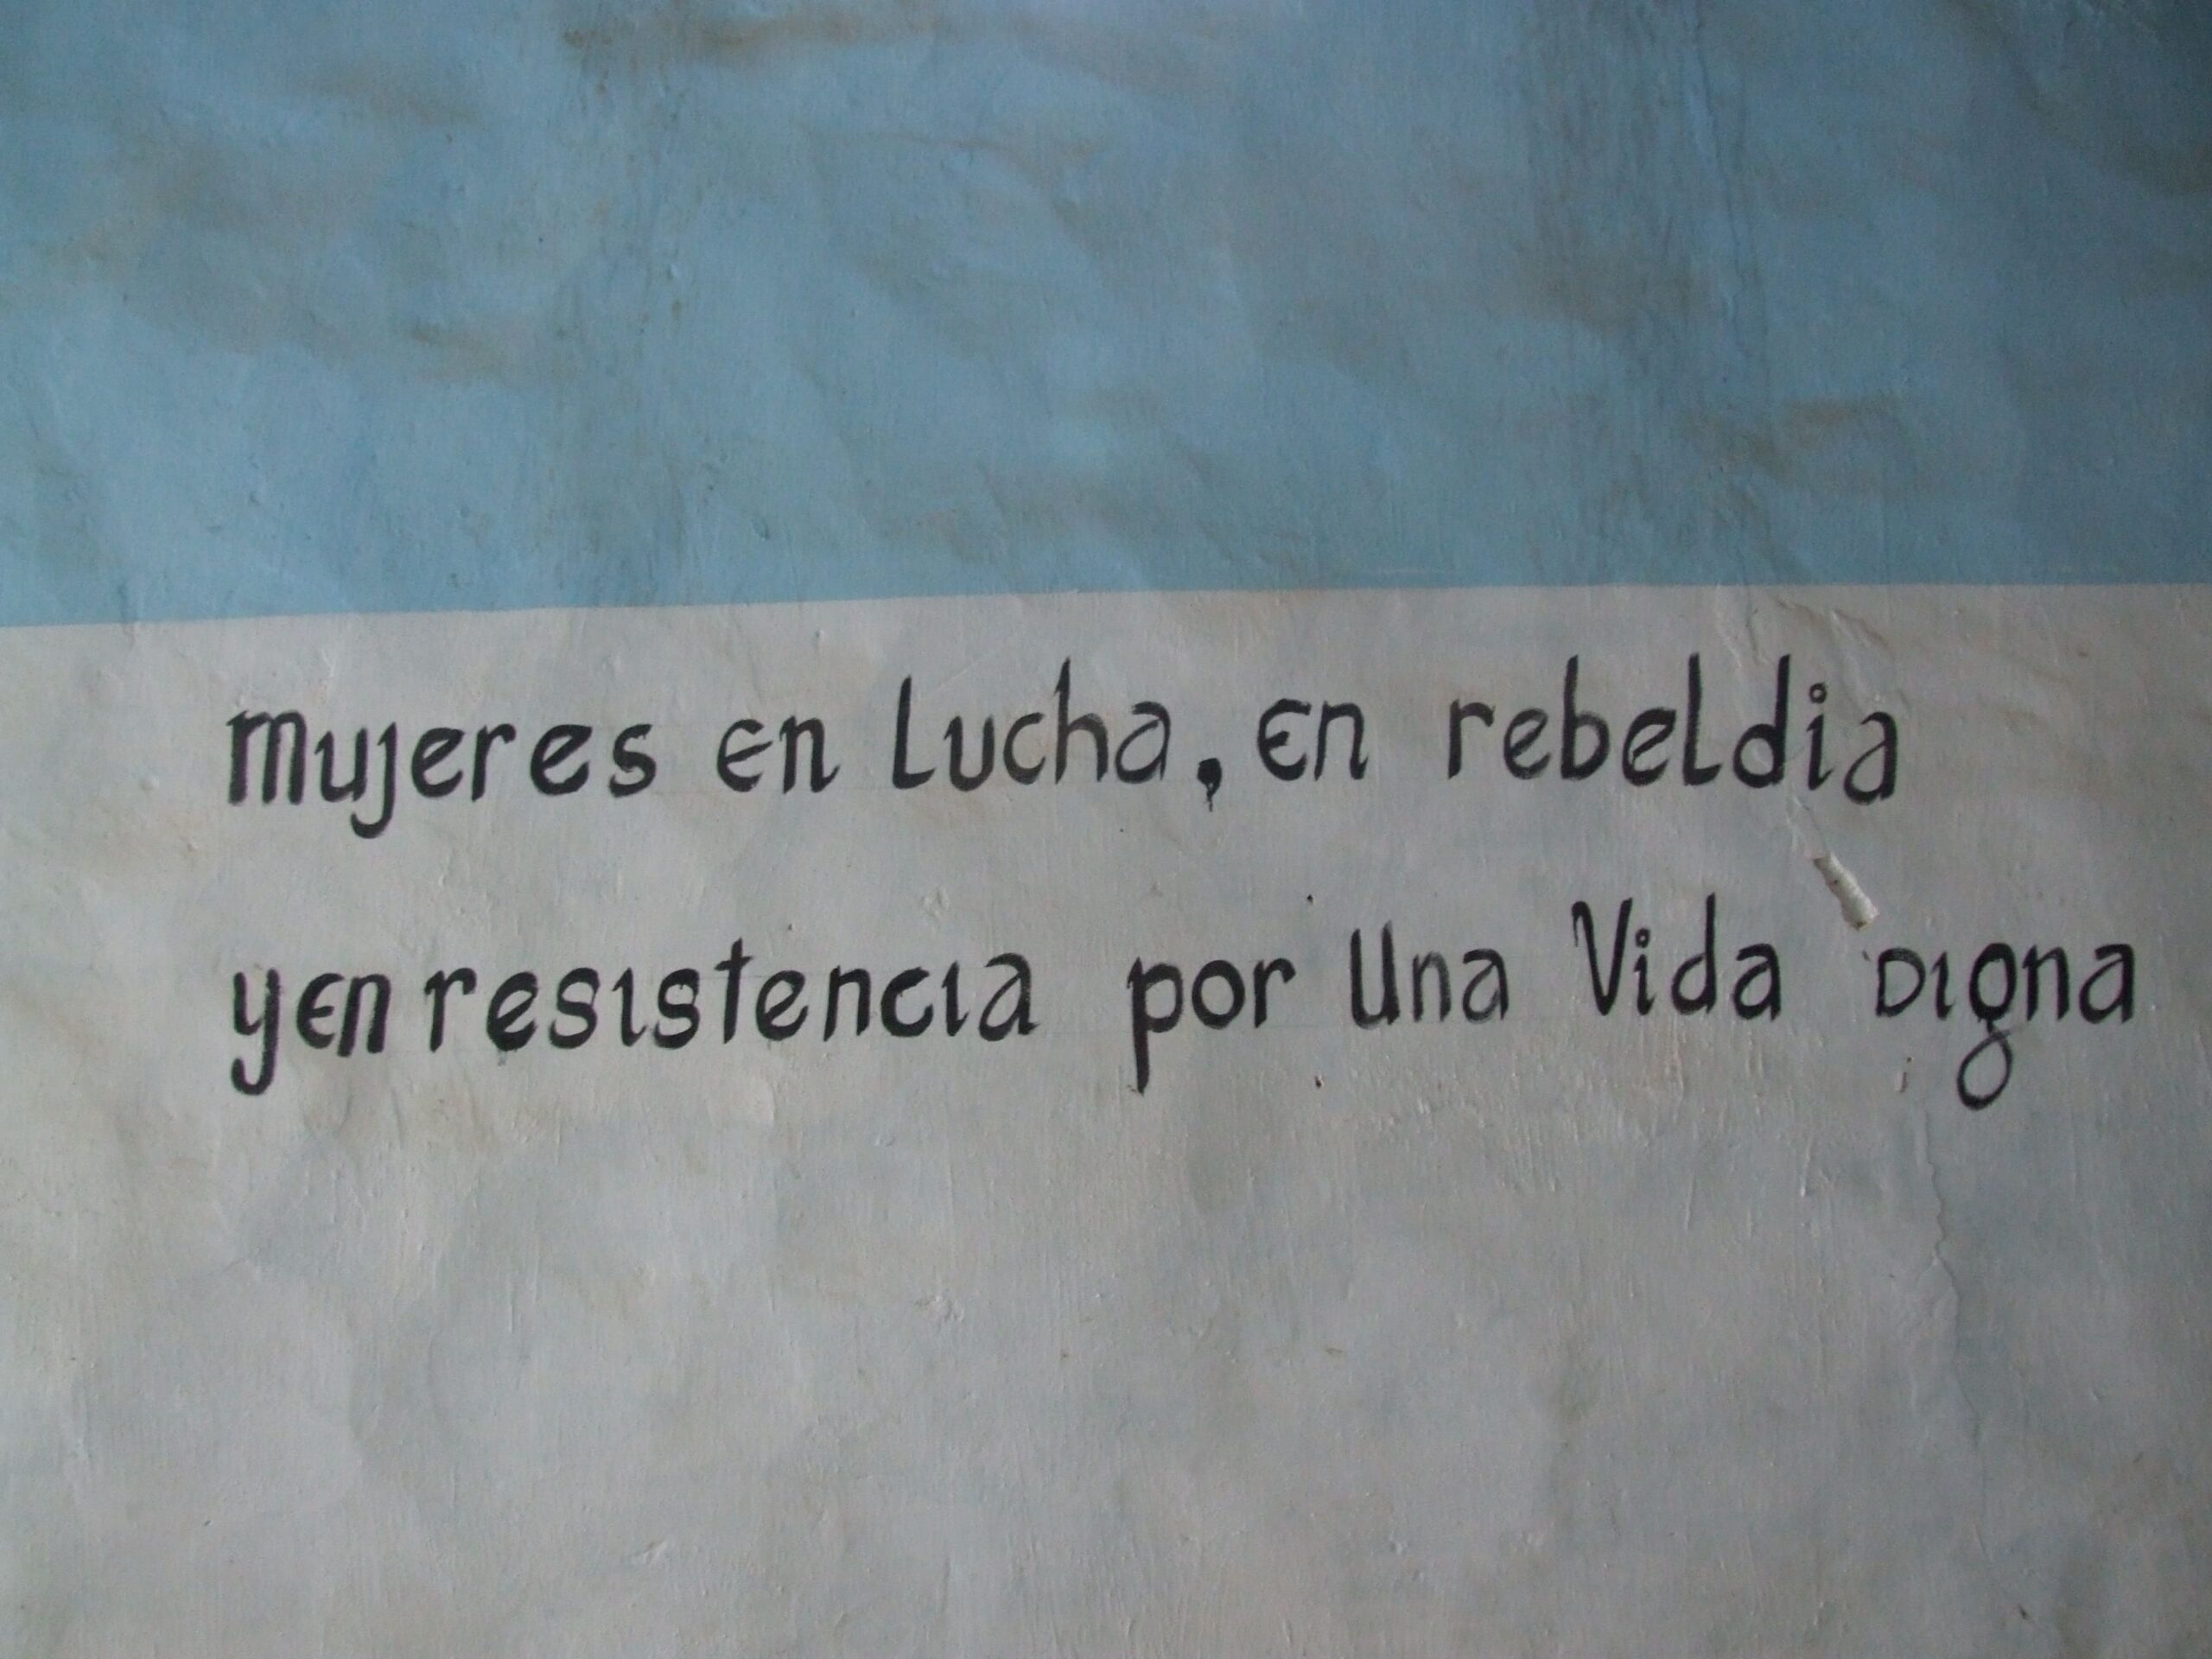 Mujeres en Lucha, en rebeldia
y en resistencia por Una Vida Digna